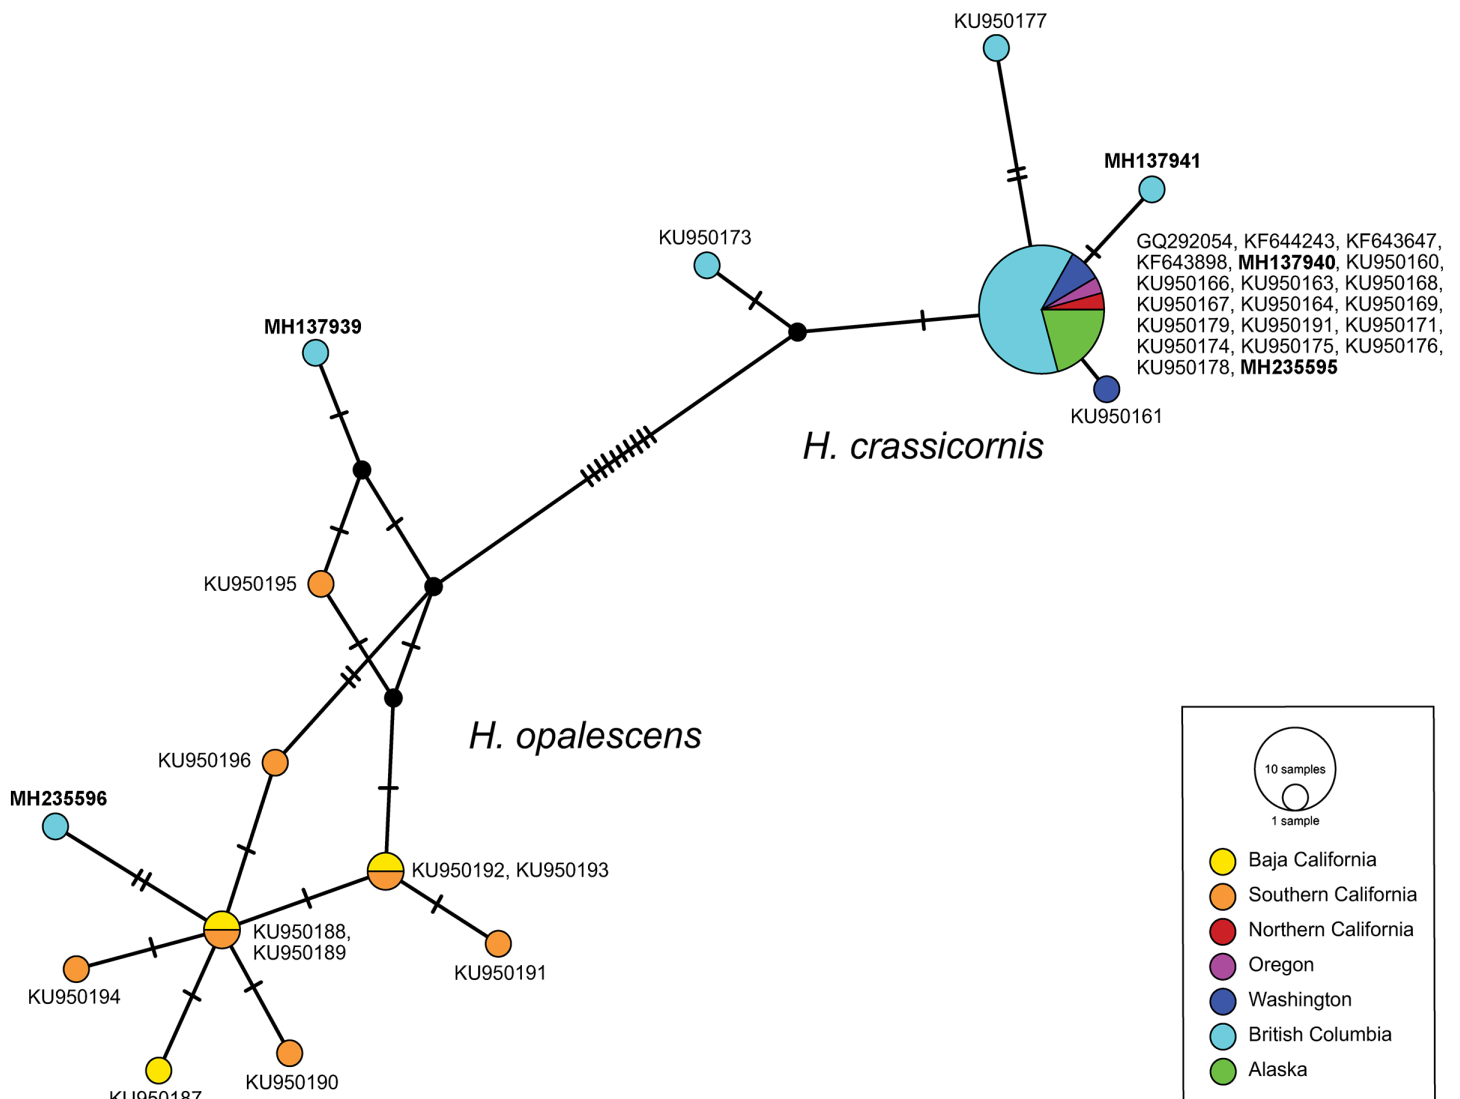 KU950177
MH137941
KU950173
GQ292054, KF644243, KF643647,
KF643898, MH137940, KU950160,
KU950166, KU950163, KU950168,
KU950167, KU950164, KU950169,
KU950179, KU950191, KU950171,
KU950174, KU950175, KU950176,
KU950178, MH235595
MH137939
KU950161
H. crassicornis
KU950195
H. opalescens
KU950196
MH235596
KU950192, KU950193
KU950188,
KU950189
KU950191
KU950194
KU950190
KU950187
10 samples
1 sample
Baja California
Southern California
Northern California
Oregon
Washington
British Columbia
Alaska